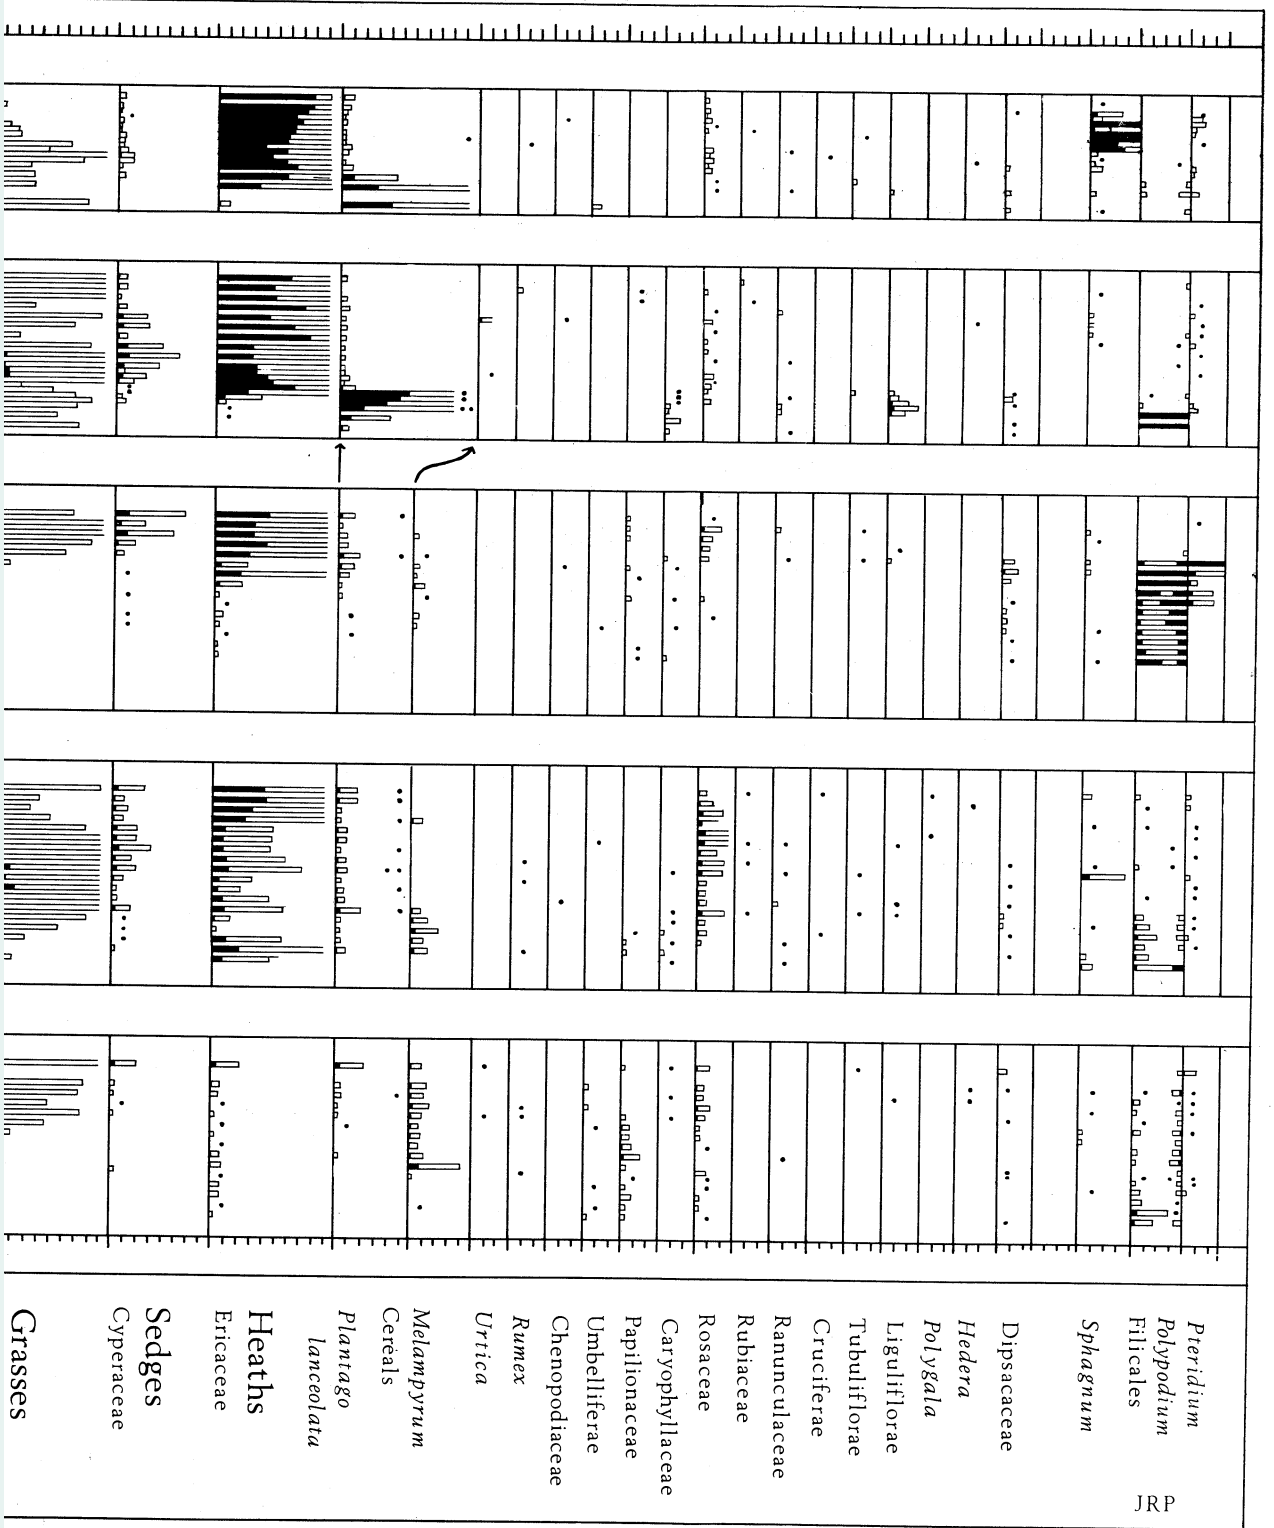 Grasses
Sedges
Cyperaceae
Heaths
Ericaceae
Plantago
lanceolata
Cereals
Melampyrum
Urtica
Rumex
Chenopodiaceae
Umbelliferae
Papilionaceae
Caryophyllaceae
Rosaceae
Rubiaceae
Ranunculaceae
Cruciferae
Tubuliflorae
Liguliflorae
Polygala
Hedera
Dipsacaceae
Sphagnum
Filicales
Polypodium
Pteridium
JRP